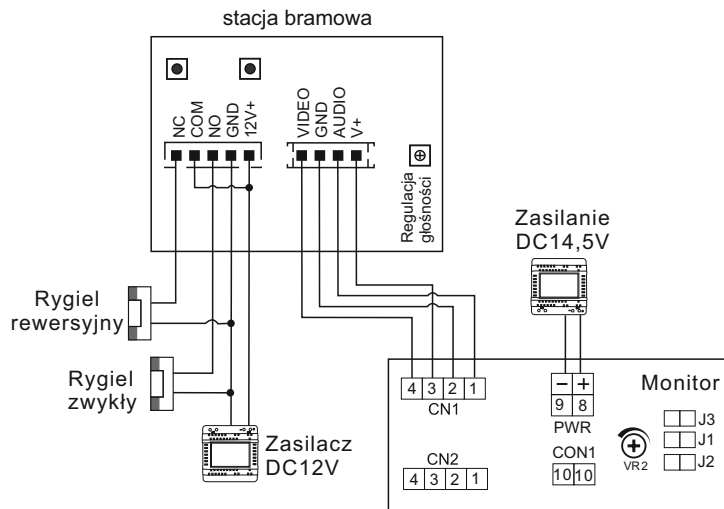 stacja bramowa
NC
COM
NO
GND
12V+
VIDEO
GND
AUDIO
V+
Regulacja
głośności
Zasilanie
DC14,5V
Rygiel
rewersyjny
Rygiel
zwykły
Zasilacz
DC12V
4 3 2 1
CN1
CN2
4 3 2 1
− +
9 8
PWR
CON1
10 10
VR2
Monitor
J3
J1
J2